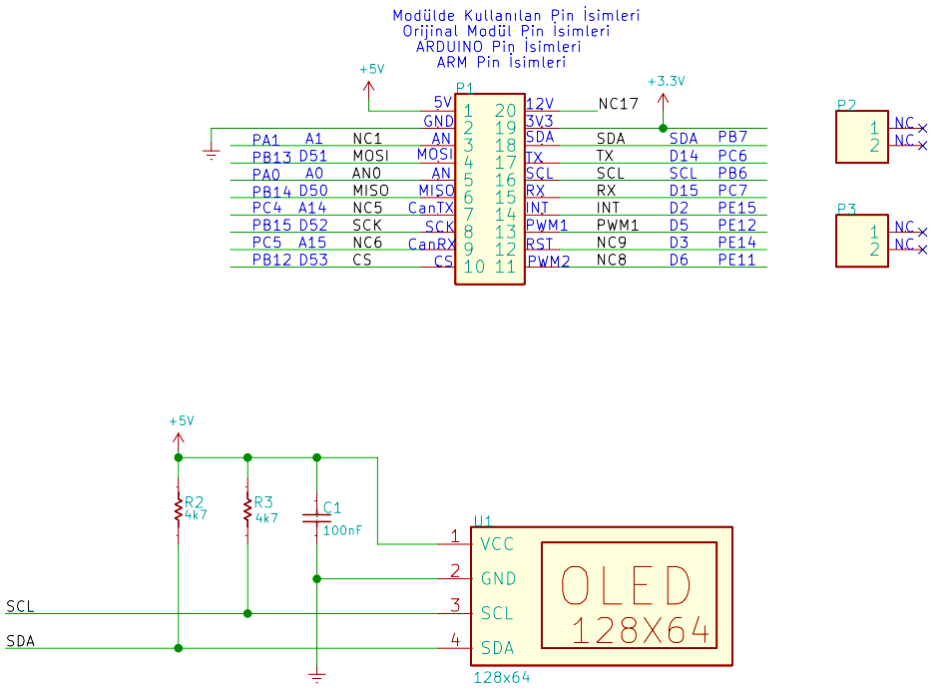 Modülde Kullanılan Pin İsimleri
Orijinal Modül Pin İsimleri
ARDUINO Pin İsimleri
ARM Pin İsimleri
+5V
P1
+3.3V
P2
P3
5V 1 20 12V NC17
GND 2 19 3V3
PA1 A1 NC1 AN 3 18 SDA SDA SDA PB7
PB13 D51 MOSI MOSI 4 17 TX TX D14 PC6
PA0 A0 AN0 AN 5 16 SCL SCL SCL PB6
PB14 D50 MISO MISO 6 15 RX RX D15 PC7
PC4 A14 NC5 CanTX 7 14 INT INT D2 PE15
PB15 D52 SCK SCK 8 13 PWM1 PWM1 D5 PE12
PC5 A15 NC6 CanRX 9 12 RST NC9 D3 PE14
PB12 D53 CS CS 10 11 PWM2 NC8 D6 PE11
1 NC
2 NC
1 NC
2 NC
+5V
R2
4k7
R3
4k7
C1
100nF
U1
1 VCC
2 GND
SCL 3 SCL
SDA 4 SDA
OLED
128X64
128x64